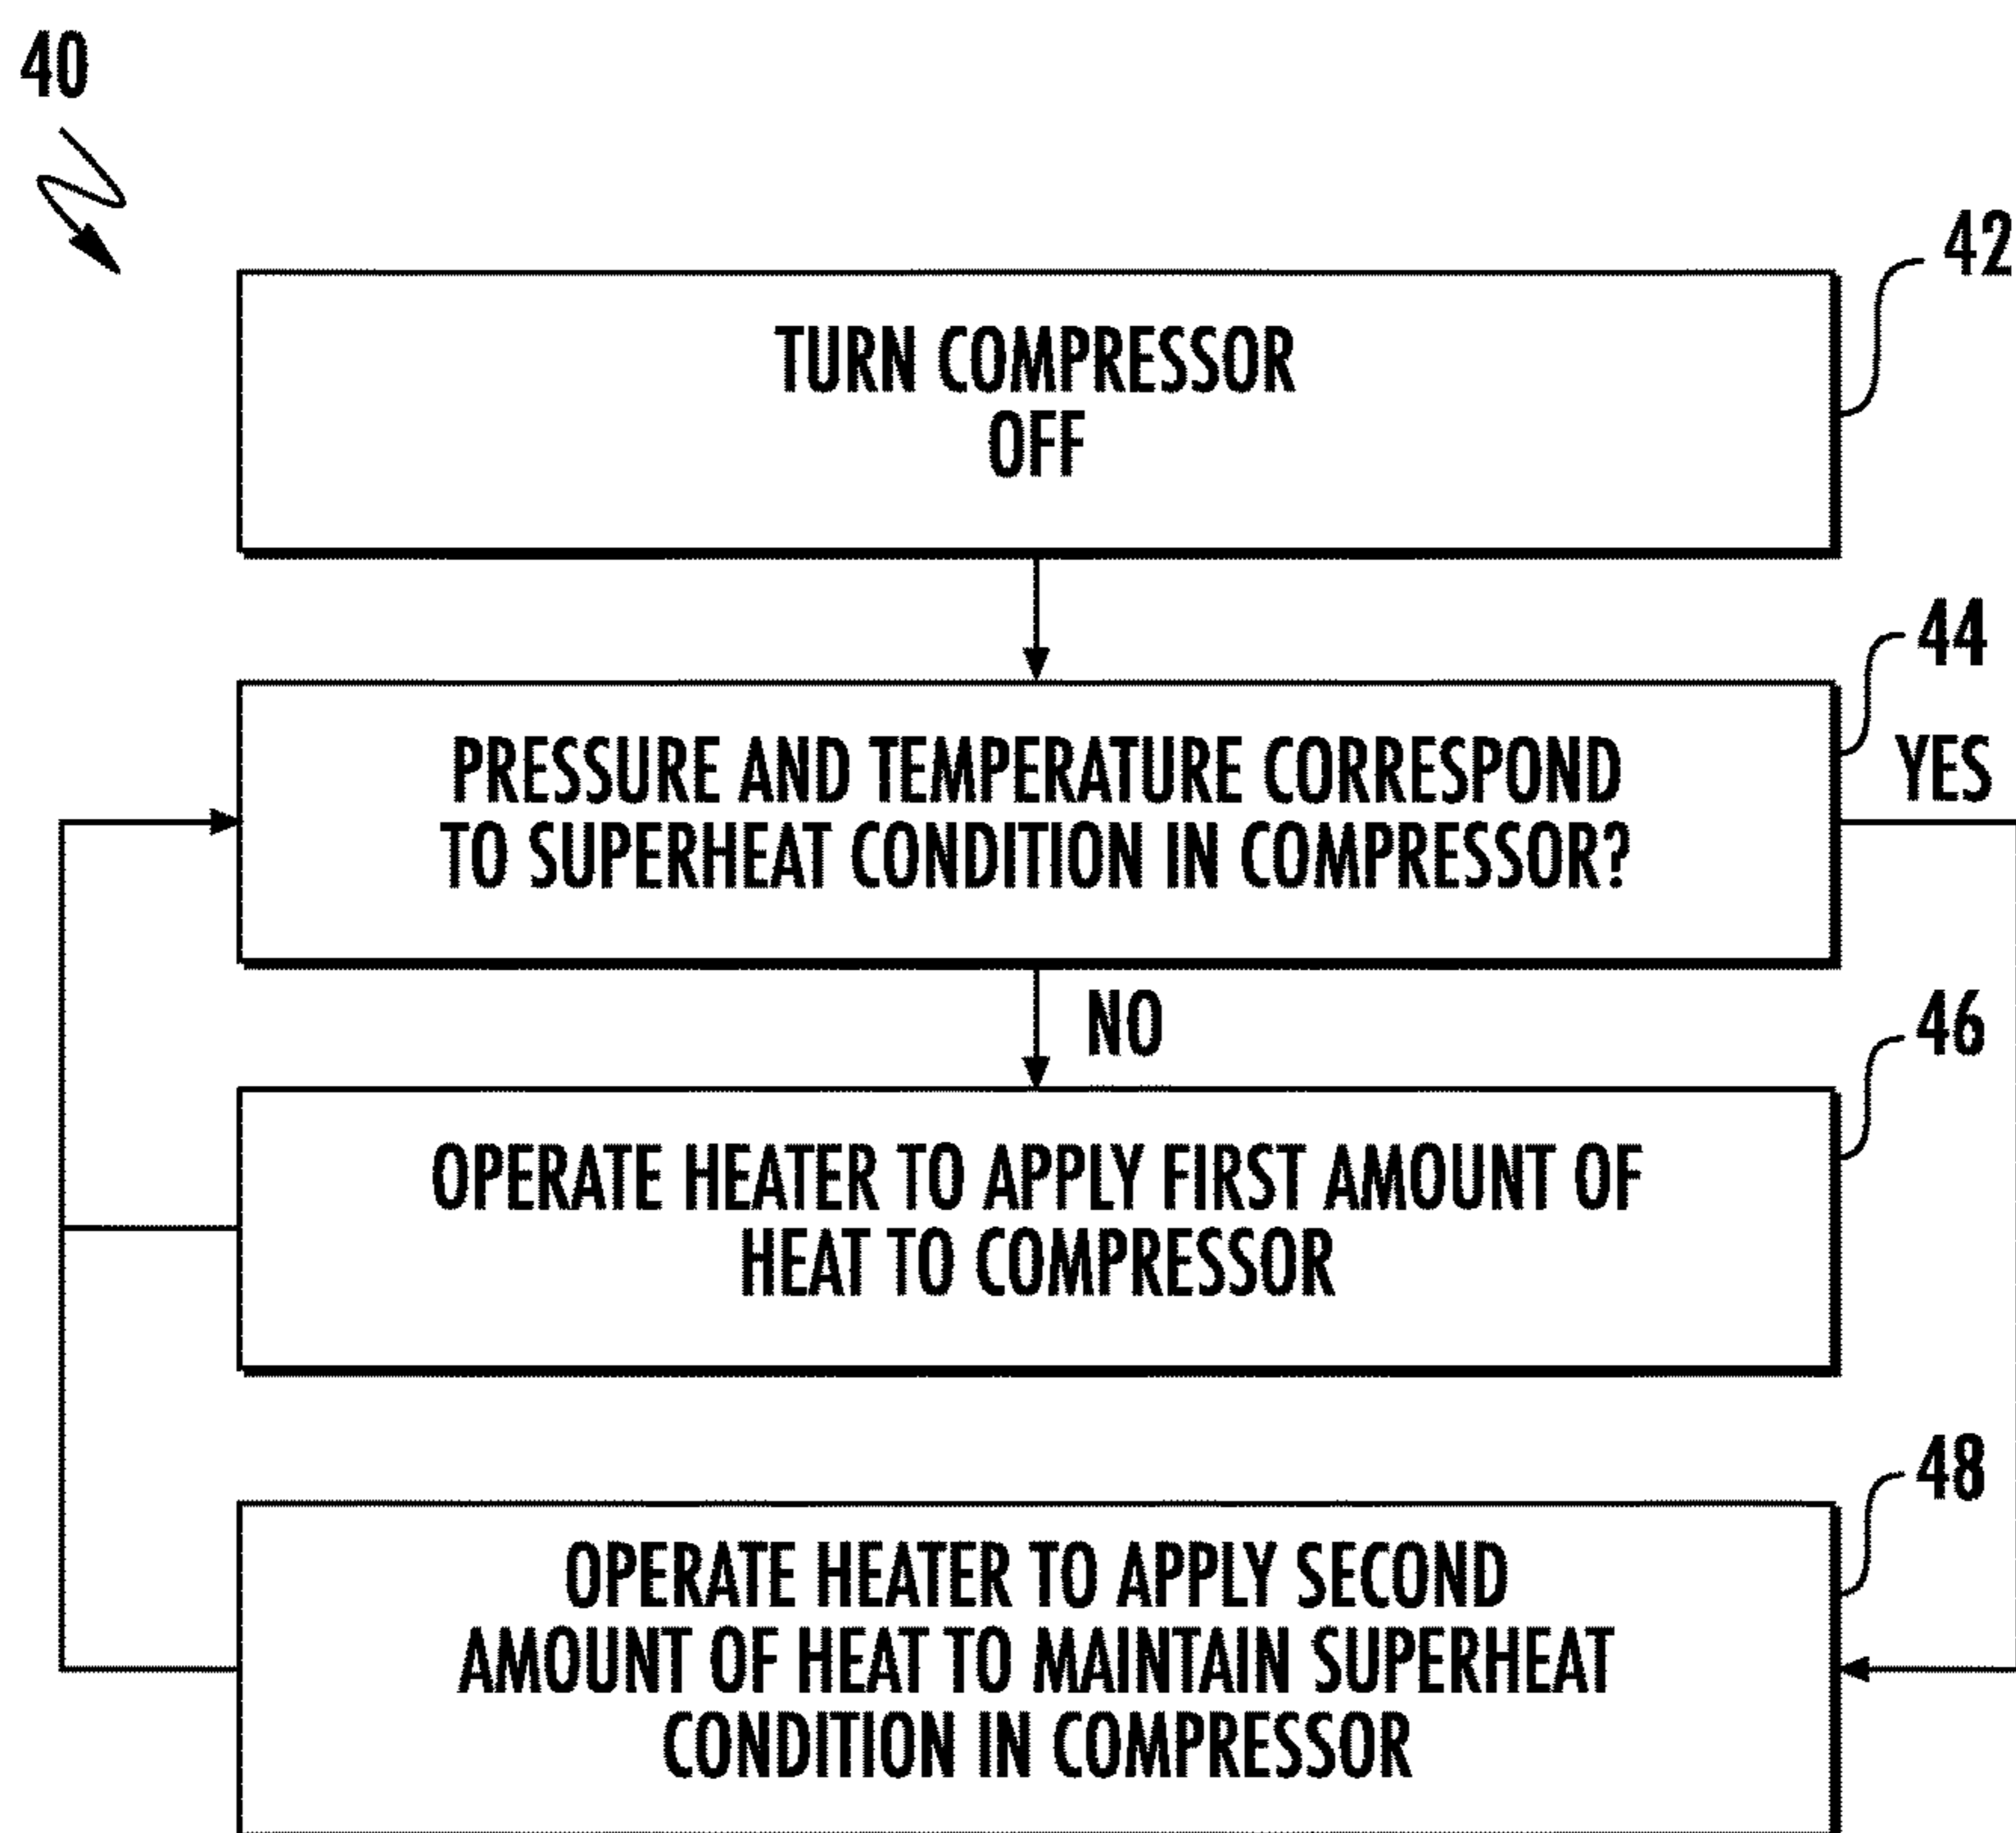 40
42
TURN COMPRESSOR
OFF
44
PRESSURE AND TEMPERATURE CORRESPOND
TO SUPERHEAT CONDITION IN COMPRESSOR?
YES
NO
46
OPERATE HEATER TO APPLY FIRST AMOUNT OF
HEAT TO COMPRESSOR
48
OPERATE HEATER TO APPLY SECOND
AMOUNT OF HEAT TO MAINTAIN SUPERHEAT
CONDITION IN COMPRESSOR